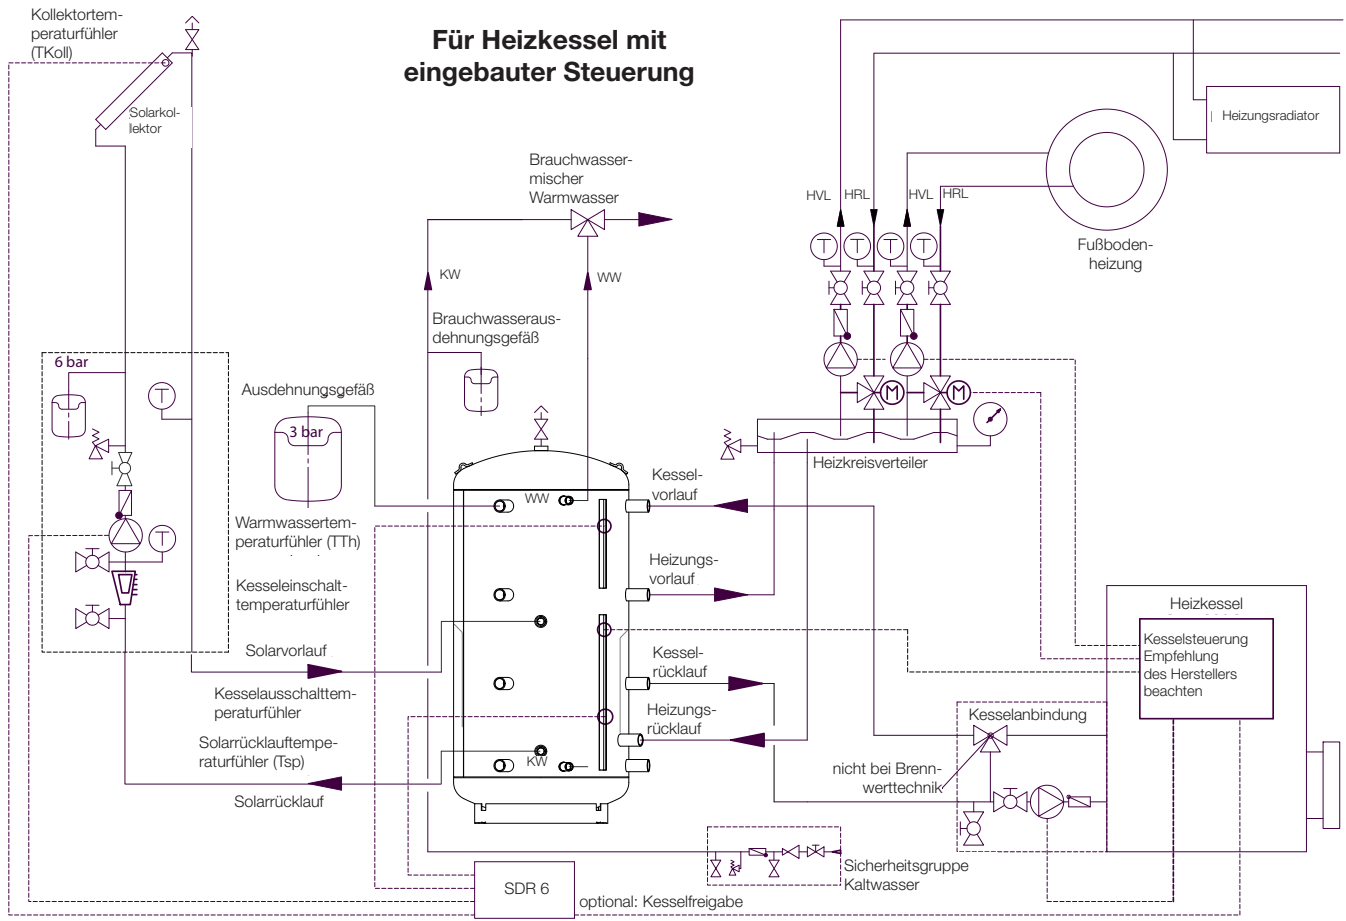 Kollektortem-
peraturfühler
(TKoll)
Für Heizkessel mit
eingebauter Steuerung
Solarkol-
lektor
Heizungsradiator
Brauchwasser-
mischer
Warmwasser
HVL
HRL
HVL
HRL
Fußboden-
heizung
T
T
T
T
KW
WW
Brauchwasseraus-
dehnungsgefäß
6 bar
T
Ausdehnungsgefäß
3 bar
M
M
Heizkreisverteiler
Kessel-
vorlauf
WW
Warmwassertem-
peraturfühler (TTh)
T
Heizungs-
vorlauf
Kesseleinschalt-
temperaturfühler
Heizkessel
Kesselsteuerung
Empfehlung
des Herstellers
beachten
Solarvorlauf
Kessel-
rücklauf
Kesselausschalttem-
peraturfühler
Heizungs-
rücklauf
Kesselanbindung
Solarrücklauftempe-
raturfühler (Tsp)
KW
nicht bei Brenn-
werttechnik
Solarrücklauf
Sicherheitsgruppe
Kaltwasser
SDR 6
optional: Kesselfreigabe